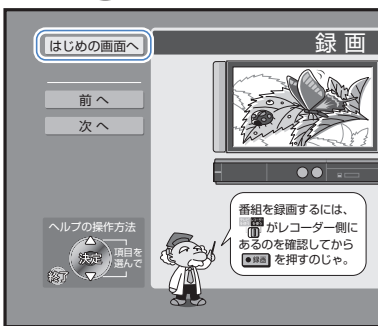 はじめの画面へ
録画
前へ
次へ
番組を録画するには、
がレコーダー側に
あるのを確認してから
●録画 を押すのじゃ。
ヘルプの操作方法
決定
項目を
選んで
終了